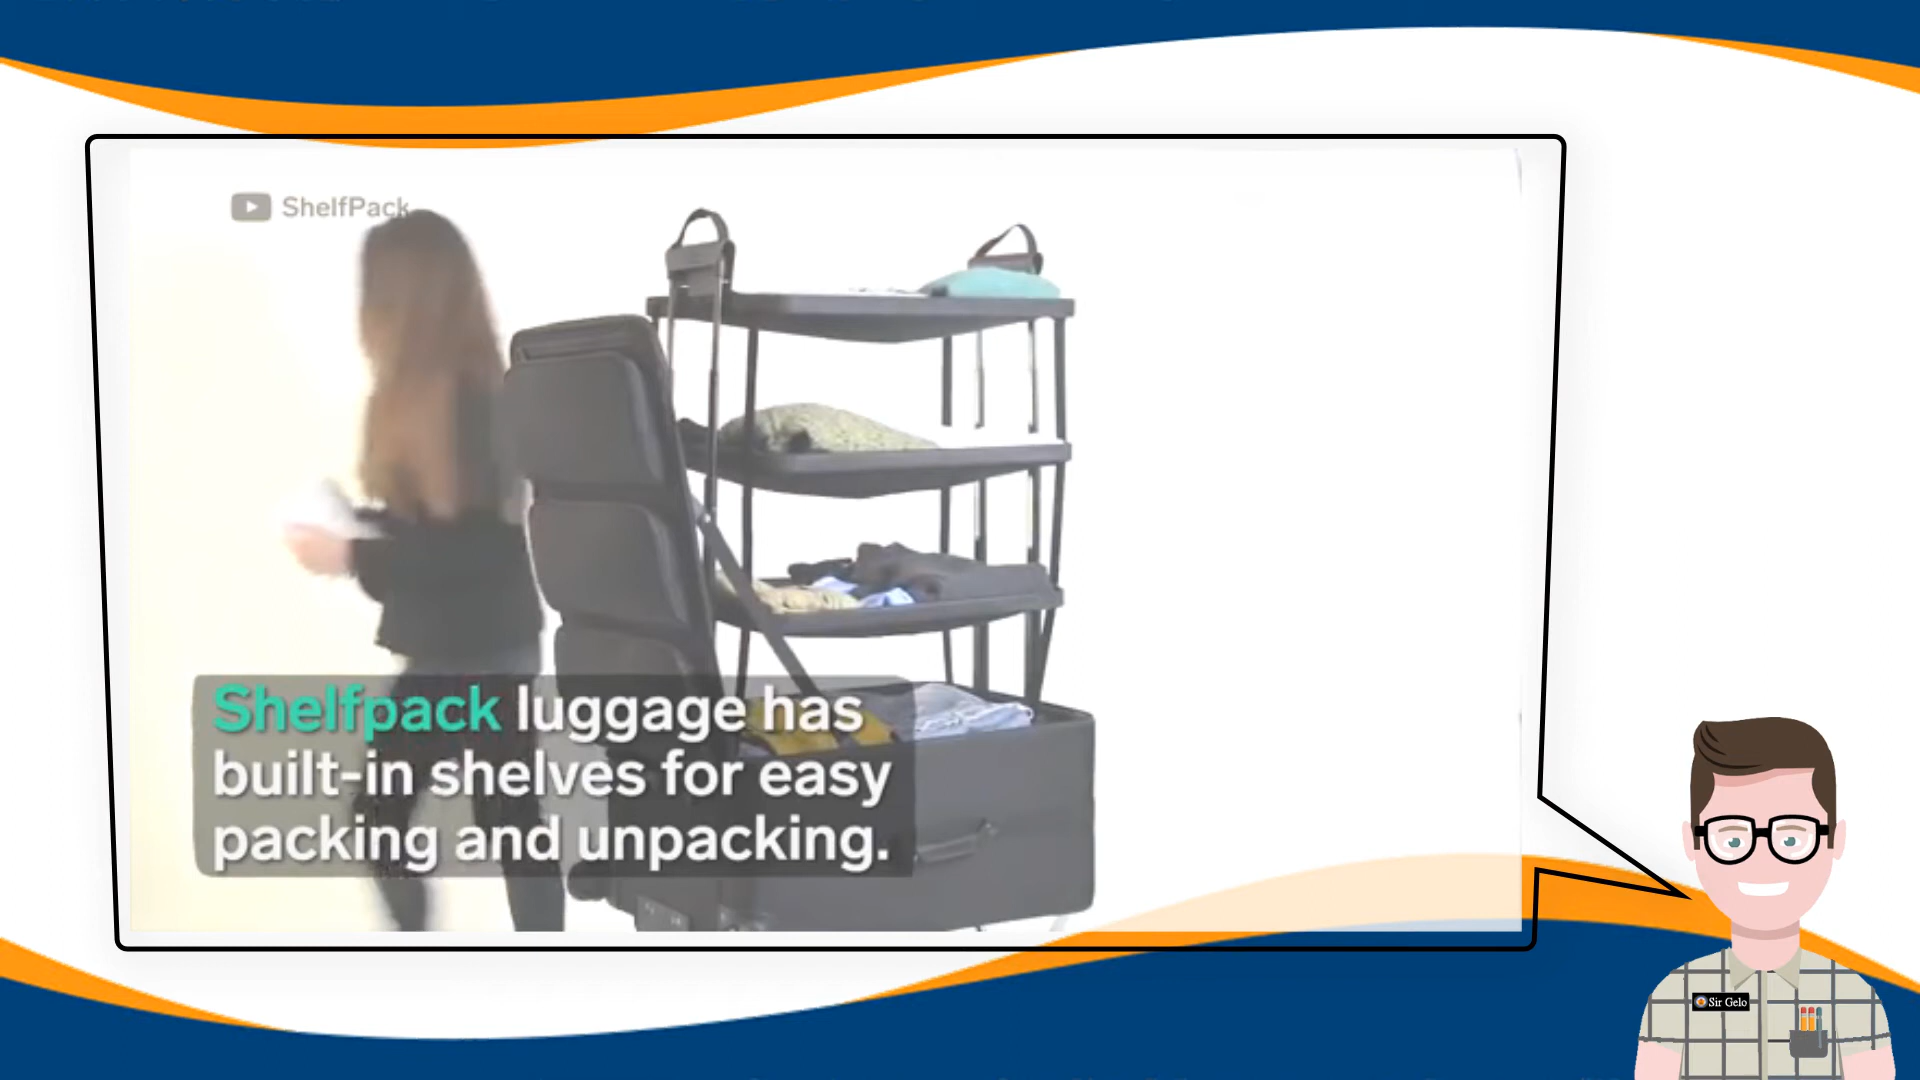 ShelfPack
Shelfpack luggage has
built-in shelves for easy
packing and unpacking.
Sir Gelo